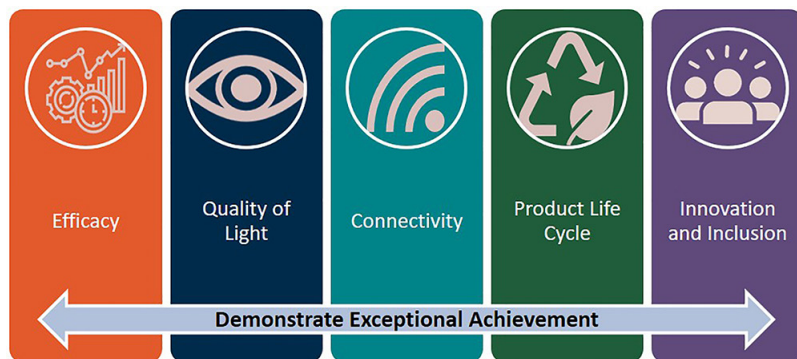 Efficacy
Quality of
Light
Connectivity
Product Life
Cycle
Innovation
and Inclusion
Demonstrate Exceptional Achievement